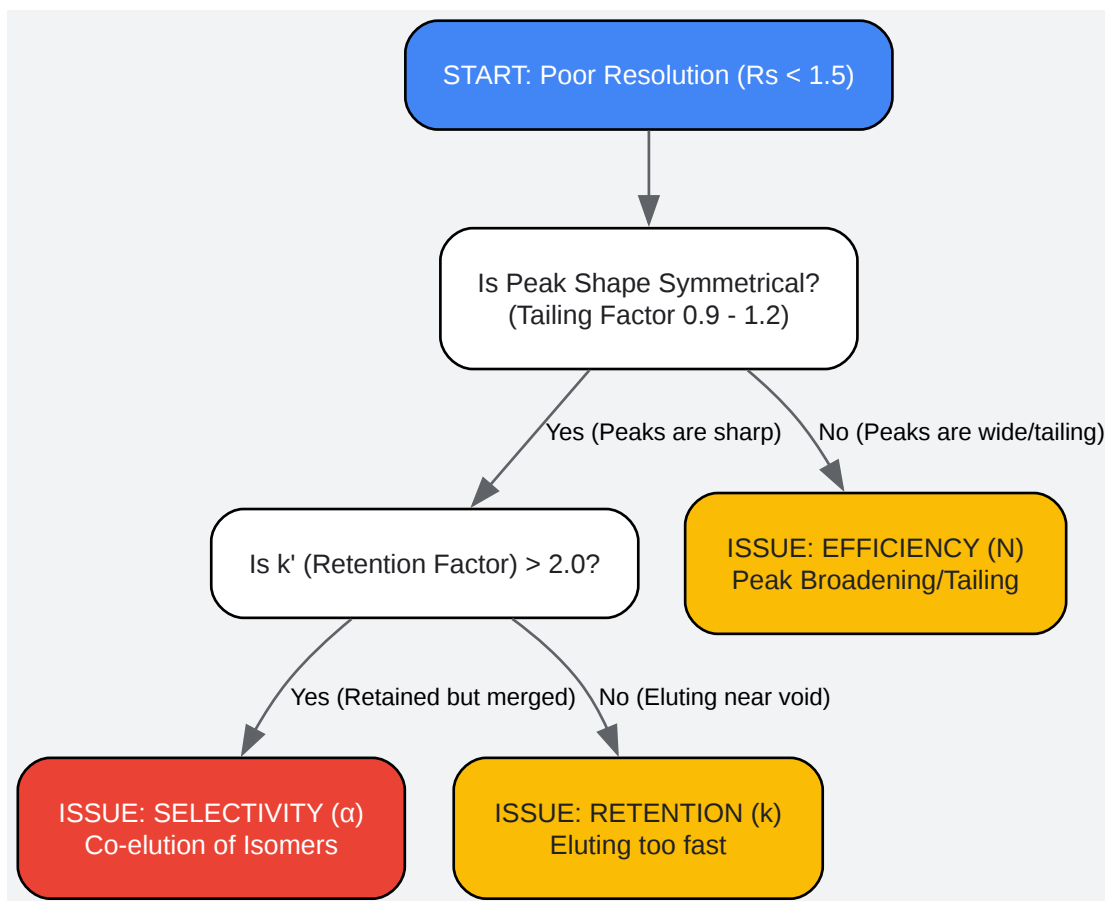 START: Poor Resolution (Rs < 1.5)
Is Peak Shape Symmetrical?
(Tailing Factor 0.9 - 1.2)
Yes (Peaks are sharp)
No (Peaks are wide/tailing)
Is k' (Retention Factor) > 2.0?
ISSUE: EFFICIENCY (N)
Peak Broadening/Tailing
Yes (Retained but merged)
No (Eluting near void)
ISSUE: SELECTIVITY (α)
Co-elution of Isomers
ISSUE: RETENTION (k)
Eluting too fast